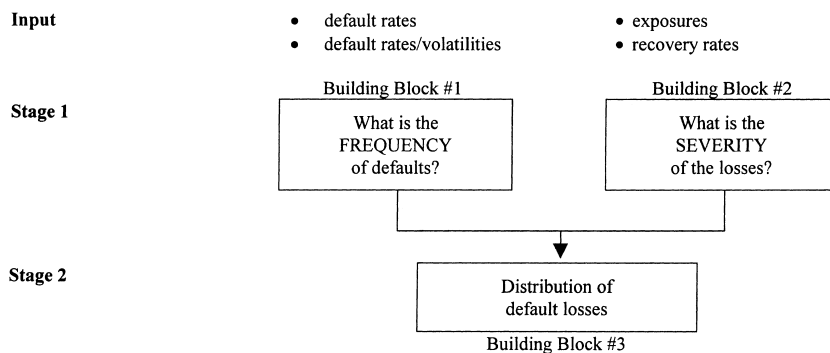 Input
• default rates
• default rates/volatilities
• exposures
• recovery rates
Stage 1
Building Block #1
What is the
FREQUENCY
of defaults?
Building Block #2
What is the
SEVERITY
of the losses?
Stage 2
Distribution of
default losses
Building Block #3